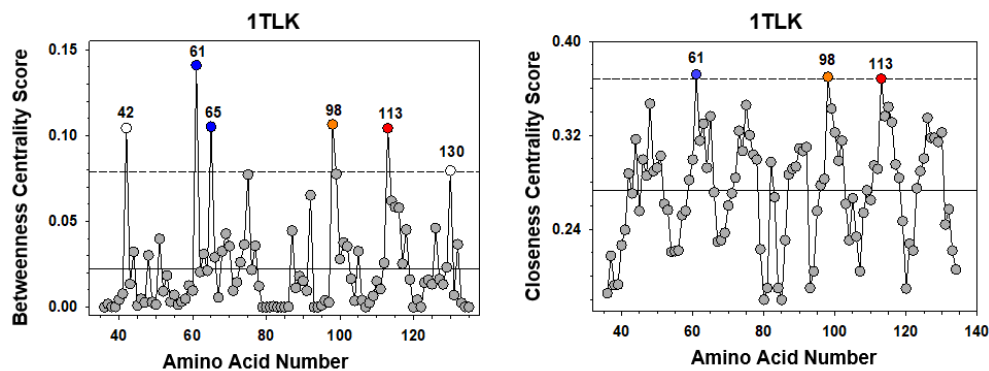 1TLK
Betweenness Centrality Score
0.15
0.10
0.05
0.00
42
61
65
98
113
130
40 60 80 100 120
Amino Acid Number
1TLK
Closeness Centrality Score
0.40
0.32
0.24
61
98
113
40 60 80 100 120 140
Amino Acid Number